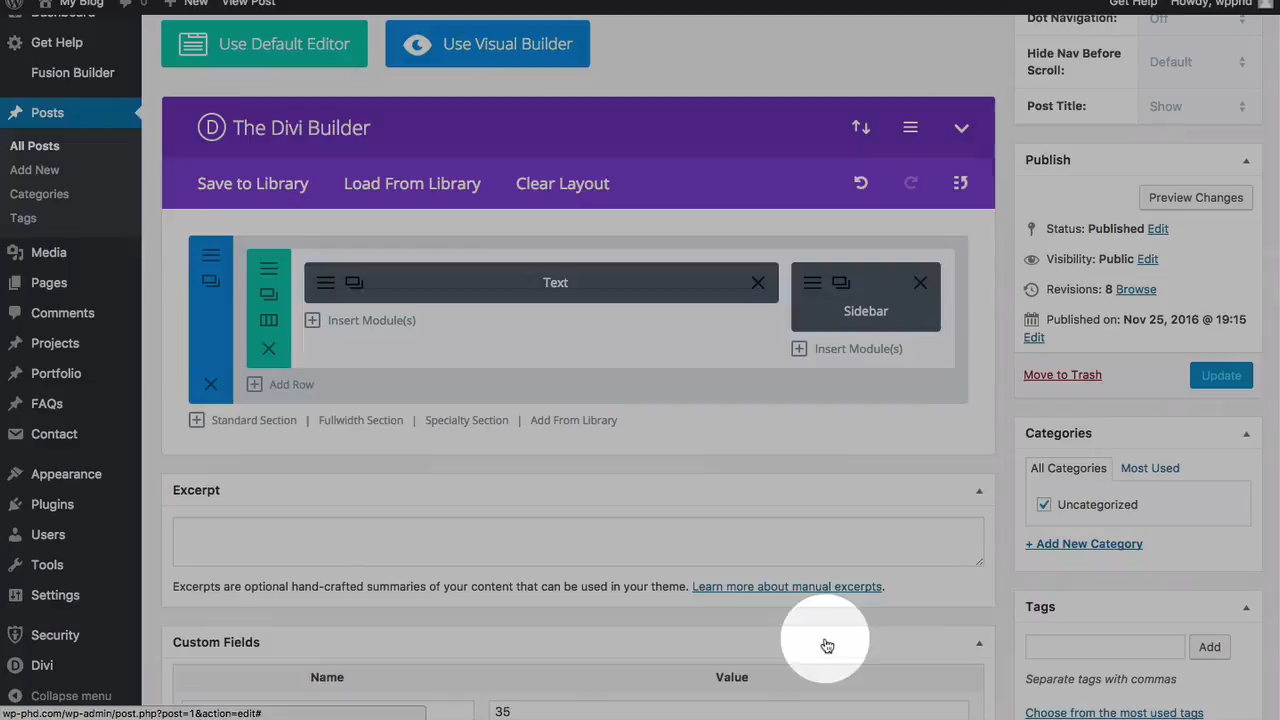 My Blog
0
New
View Post
Get Help
Howdy, wpphd
Dashboard
Get Help
Fusion Builder
Posts
All Posts
Add New
Categories
Tags
Media
Pages
Comments
Projects
Portfolio
FAQs
Contact
Appearance
Plugins
Users
Tools
Settings
Security
Divi
Collapse menu
wp-phd.com/wp-admin/post.php?post=1&action=edit#
Use Default Editor
Use Visual Builder
D The Divi Builder
Save to Library
Load From Library
Clear Layout
Text
Insert Module(s)
Sidebar
Insert Module(s)
Add Row
Standard Section | Fullwidth Section | Specialty Section | Add From Library
Excerpt
Excerpts are optional hand-crafted summaries of your content that can be used in your theme. Learn more about manual excerpts.
Custom Fields
Name
Value
35
Dot Navigation:
Off
Hide Nav Before
Scroll:
Default
Post Title:
Show
Publish
Preview Changes
Status: Published Edit
Visibility: Public Edit
Revisions: 8 Browse
Published on: Nov 25, 2016 @ 19:15
Edit
Move to Trash
Update
Categories
All Categories
Most Used
Uncategorized
+ Add New Category
Tags
Add
Separate tags with commas
Choose from the most used tags